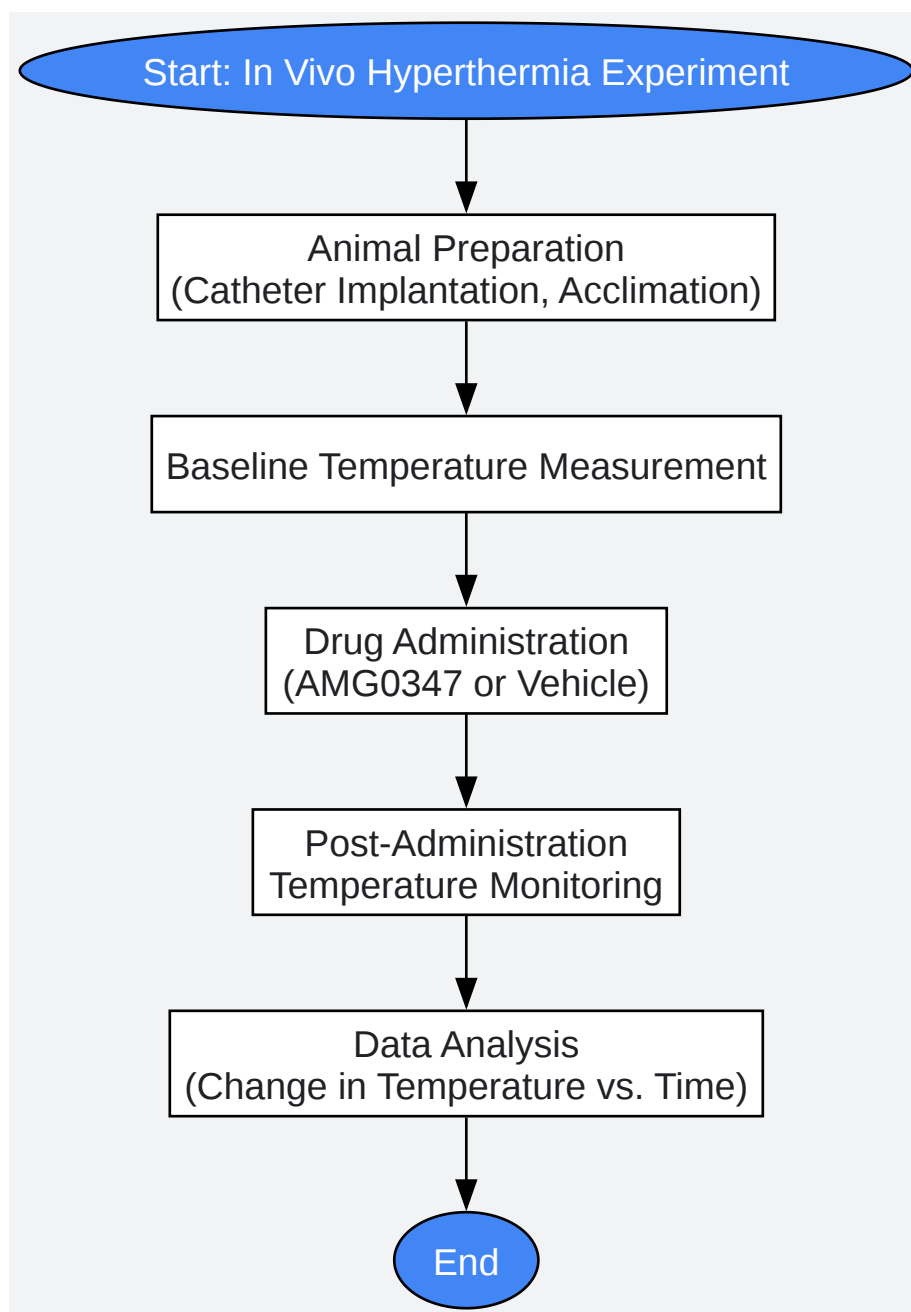 Start: In Vivo Hyperthermia Experiment
Animal Preparation
(Catheter Implantation, Acclimation)
Baseline Temperature Measurement
Drug Administration
(AMG0347 or Vehicle)
Post-Administration
Temperature Monitoring
Data Analysis
(Change in Temperature vs. Time)
End